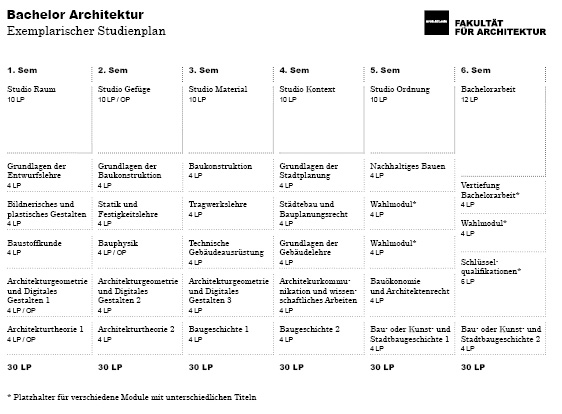 Bachelor Architektur
Exemplarischer Studienplan
FAKULTÄT
FÜR ARCHITEKTUR
1. Sem
Studio Raum
10 LP
Grundlagen der
Entwurfslehre
4 LP
Bildnerisches und
plastisches Gestalten
4 LP
Baustoffkunde
4 LP
Architekturgeometrie
und Digitales
Gestalten 1
4 LP / OP
Architekturtheorie 1
4 LP / OP
30 LP
2. Sem
Studio Gefüge
10 LP / OP
Grundlagen der
Baukonstruktion
4 LP
Statik und
Festigkeitslehre
4 LP
Bauphysik
4 LP / OP
Architekturgeometrie
und Digitales
Gestalten 2
4 LP
Architekturtheorie 2
4 LP
30 LP
3. Sem
Studio Material
10 LP
Baukonstruktion
4 LP
Tragwerkslehre
4 LP
Technische
Gebäudeausrüstung
4 LP
Architekturgeometrie
und Digitales
Gestalten 3
4 LP
Baugeschichte 1
4 LP
30 LP
4. Sem
Studio Kontext
10 LP
Grundlagen der
Stadtplanung
4 LP
Städtebau und
Bauplanungsrecht
4 LP
Grundlagen der
Gebäudelehre
4 LP
Architekurkommu-
nikation und wissen-
schaftliches Arbeiten
4 LP
Baugeschichte 2
4 LP
30 LP
5. Sem
Studio Ordnung
10 LP
Nachhaltiges Bauen
4 LP
Wahlmodul*
4 LP
Wahlmodul*
4 LP
Bauökonomie
und Architektenrecht
4 LP
Bau- oder Kunst- und
Stadtbaugeschichte 1
4 LP
30 LP
6. Sem
Bachelorarbeit
12 LP
Vertiefung
Bachelorarbeit*
4 LP
Wahlmodul*
4 LP
Schlüssel-
qualifikationen*
6 LP
Bau- oder Kunst- und
Stadtbaugeschichte 2
4 LP
30 LP
* Platzhalter für verschiedene Module mit unterschiedlichen Titeln